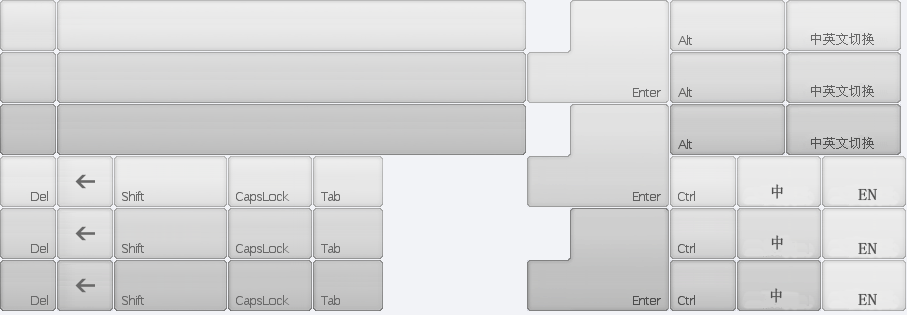 Alt 中英文切换
Enter Alt 中英文切换
Alt 中英文切换
Del Shift CapsLock Tab Enter Ctrl 中 EN
Del Shift CapsLock Tab Ctrl 中 EN
Del Shift CapsLock Tab Enter Ctrl 中 EN